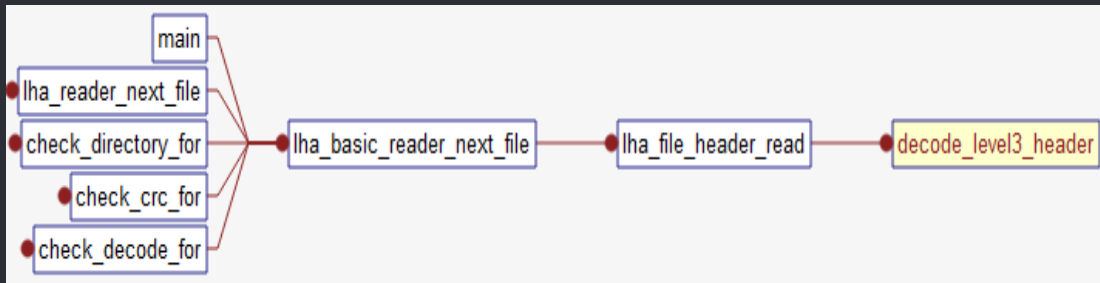 main
lha_reader_next_file
check_directory_for
check_crc_for
check_decode_for
lha_basic_reader_next_file
lha_file_header_read
decode_level3_header